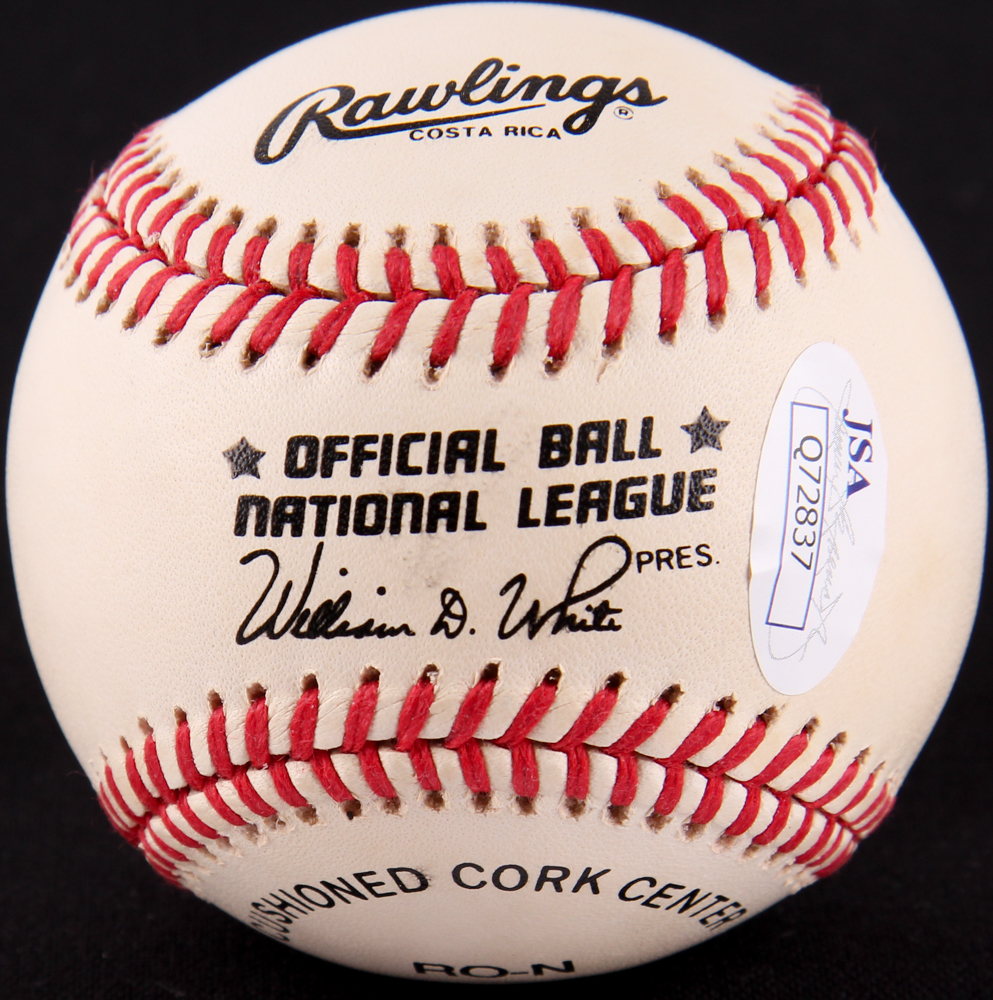 Rawlings ®
COSTA RICA
★ OFFICIAL BALL ★
NATIONAL LEAGUE
William D. White PRES.
JSA
Q72837
CUSHIONED CORK CENTER
RO-N